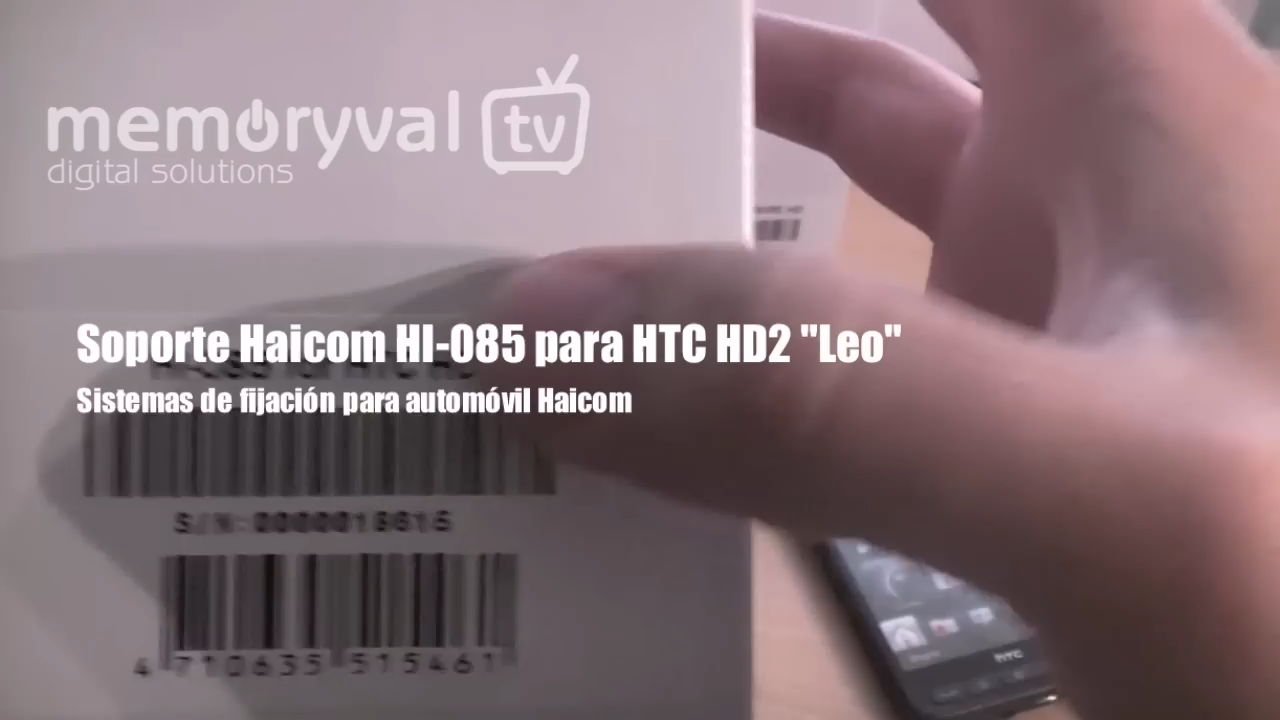 memoryval tv
digital solutions
Soporte Haicom HI-085 para HTC HD2 "Leo"
Sistemas de fijación para automóvil Haicom
S/N:0000018616
4 710635 515461
hTC